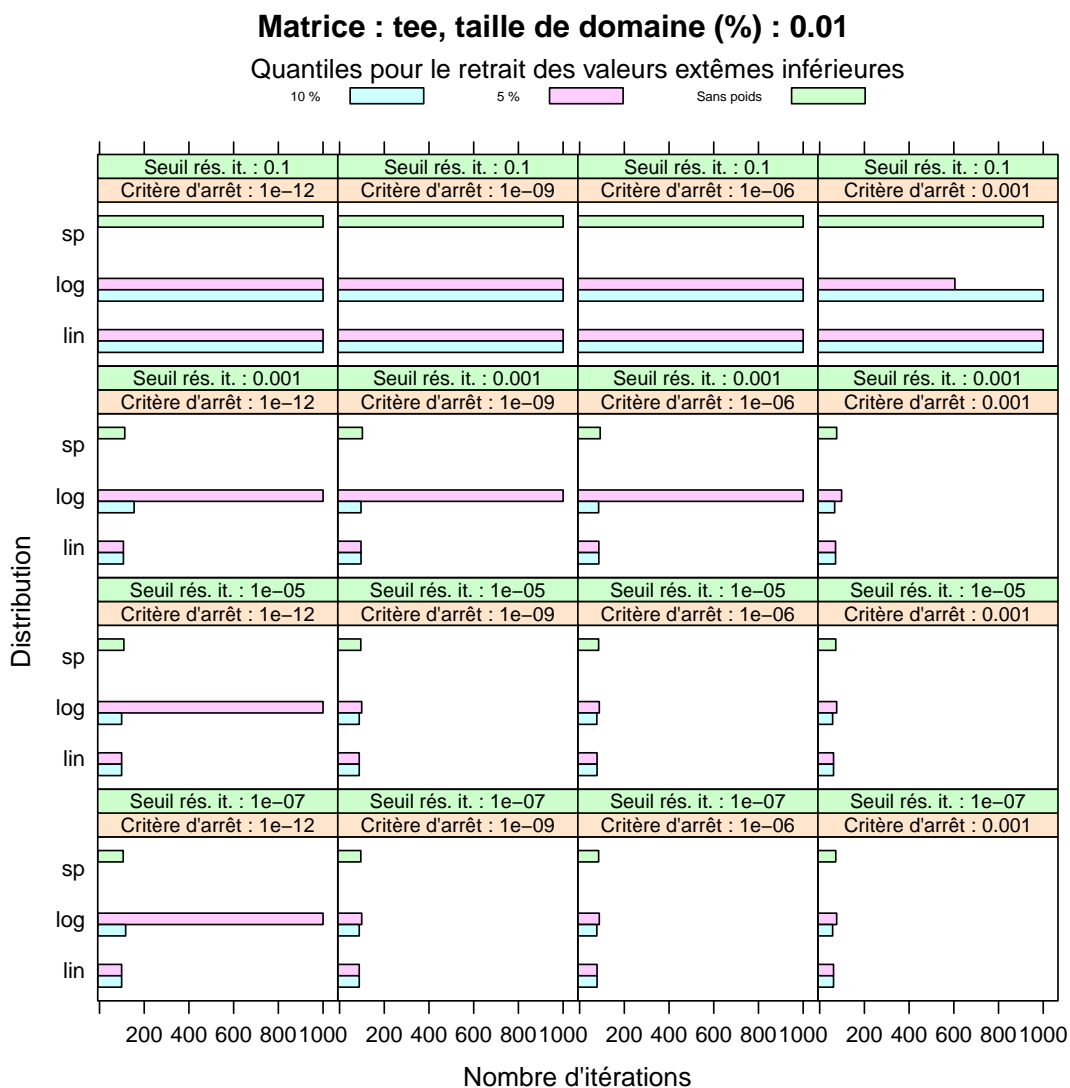 Matrice : tee, taille de domaine (%) : 0.01
Quantiles pour le retrait des valeurs extêmes inférieures
10 % 5 % Sans poids
Seuil rés. it. : 0.1 Seuil rés. it. : 0.1 Seuil rés. it. : 0.1 Seuil rés. it. : 0.1
Critère d'arrêt : 1e−12 Critère d'arrêt : 1e−09 Critère d'arrêt : 1e−06 Critère d'arrêt : 0.001
sp
log
lin
Seuil rés. it. : 0.001 Seuil rés. it. : 0.001 Seuil rés. it. : 0.001 Seuil rés. it. : 0.001
Critère d'arrêt : 1e−12 Critère d'arrêt : 1e−09 Critère d'arrêt : 1e−06 Critère d'arrêt : 0.001
sp
log
lin
Seuil rés. it. : 1e−05 Seuil rés. it. : 1e−05 Seuil rés. it. : 1e−05 Seuil rés. it. : 1e−05
Critère d'arrêt : 1e−12 Critère d'arrêt : 1e−09 Critère d'arrêt : 1e−06 Critère d'arrêt : 0.001
sp
log
lin
Seuil rés. it. : 1e−07 Seuil rés. it. : 1e−07 Seuil rés. it. : 1e−07 Seuil rés. it. : 1e−07
Critère d'arrêt : 1e−12 Critère d'arrêt : 1e−09 Critère d'arrêt : 1e−06 Critère d'arrêt : 0.001
sp
log
lin
Distribution
200 400 600 800 1000 200 400 600 800 1000 200 400 600 800 1000 200 400 600 800 1000
Nombre d'itérations